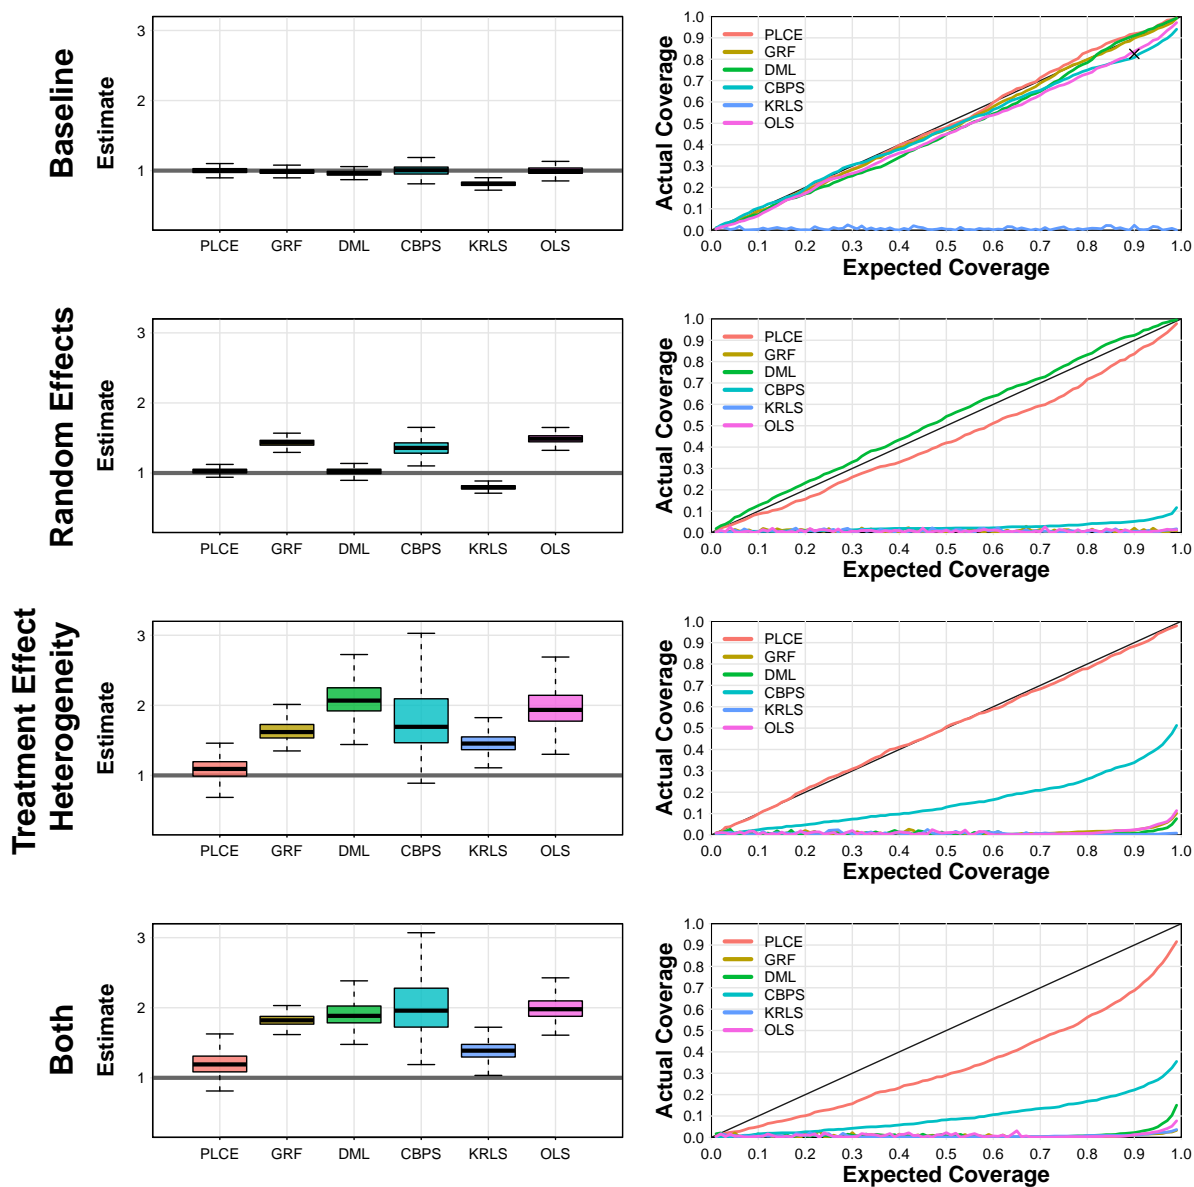 Baseline
Estimate
3
2
1
PLCE GRF DML CBPS KRLS OLS
Actual Coverage
1.0
0.9
0.8
0.7
0.6
0.5
0.4
0.3
0.2
0.1
0.0
PLCE
GRF
DML
CBPS
KRLS
OLS
0.0 0.1 0.2 0.3 0.4 0.5 0.6 0.7 0.8 0.9 1.0
Expected Coverage
Random Effects
Estimate
3
2
1
PLCE GRF DML CBPS KRLS OLS
Actual Coverage
1.0
0.9
0.8
0.7
0.6
0.5
0.4
0.3
0.2
0.1
0.0
PLCE
GRF
DML
CBPS
KRLS
OLS
0.0 0.1 0.2 0.3 0.4 0.5 0.6 0.7 0.8 0.9 1.0
Expected Coverage
Treatment Effect
Heterogeneity
Estimate
3
2
1
PLCE GRF DML CBPS KRLS OLS
Actual Coverage
1.0
0.9
0.8
0.7
0.6
0.5
0.4
0.3
0.2
0.1
0.0
PLCE
GRF
DML
CBPS
KRLS
OLS
0.0 0.1 0.2 0.3 0.4 0.5 0.6 0.7 0.8 0.9 1.0
Expected Coverage
Both
Estimate
3
2
1
PLCE GRF DML CBPS KRLS OLS
Actual Coverage
1.0
0.9
0.8
0.7
0.6
0.5
0.4
0.3
0.2
0.1
0.0
PLCE
GRF
DML
CBPS
KRLS
OLS
0.0 0.1 0.2 0.3 0.4 0.5 0.6 0.7 0.8 0.9 1.0
Expected Coverage